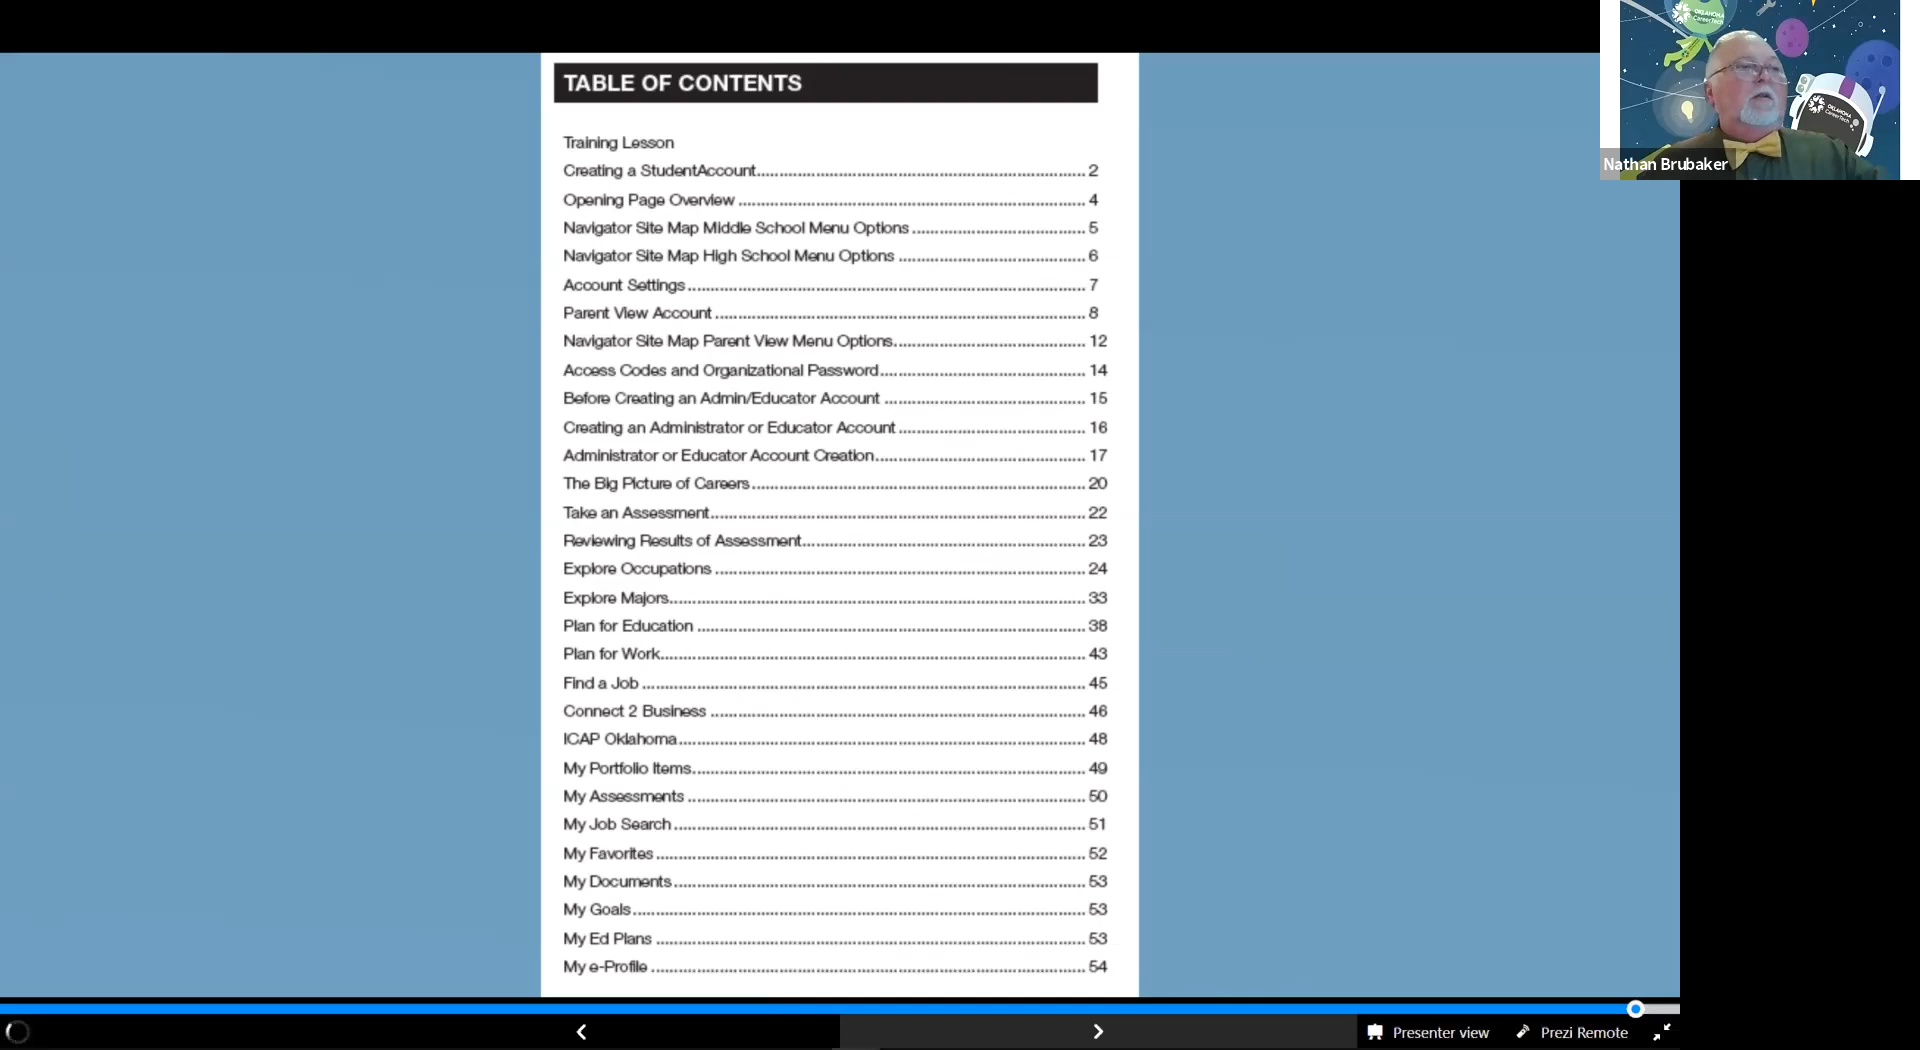 TABLE OF CONTENTS
Training Lesson
Creating a StudentAccount 2
Opening Page Overview 4
Navigator Site Map Middle School Menu Options 5
Navigator Site Map High School Menu Options 6
Account Settings 7
Parent View Account 8
Navigator Site Map Parent View Menu Options 12
Access Codes and Organizational Password 14
Before Creating an Admin/Educator Account 15
Creating an Administrator or Educator Account 16
Administrator or Educator Account Creation 17
The Big Picture of Careers 20
Take an Assessment 22
Reviewing Results of Assessment 23
Explore Occupations 24
Explore Majors 33
Plan for Education 38
Plan for Work 43
Find a Job 45
Connect 2 Business 46
ICAP Oklahoma 48
My Portfolio Items 49
My Assessments 50
My Job Search 51
My Favorites 52
My Documents 53
My Goals 53
My Ed Plans 53
My e-Profile 54
OKLAHOMA
CareerTech
OKLAHOMA
CareerTech
Nathan Brubaker
Presenter view
Prezi Remote